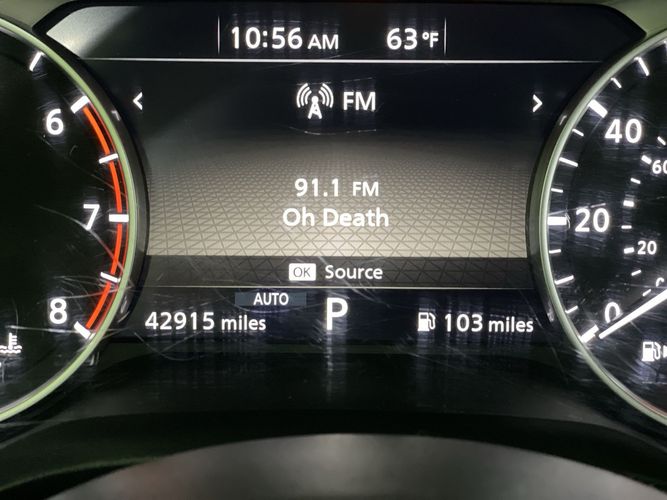 10:56 AM 63°F
< FM >
6
7
8
91.1 FM
Oh Death
OK Source
AUTO
42915 miles P 103 miles
40
60
20
20
0